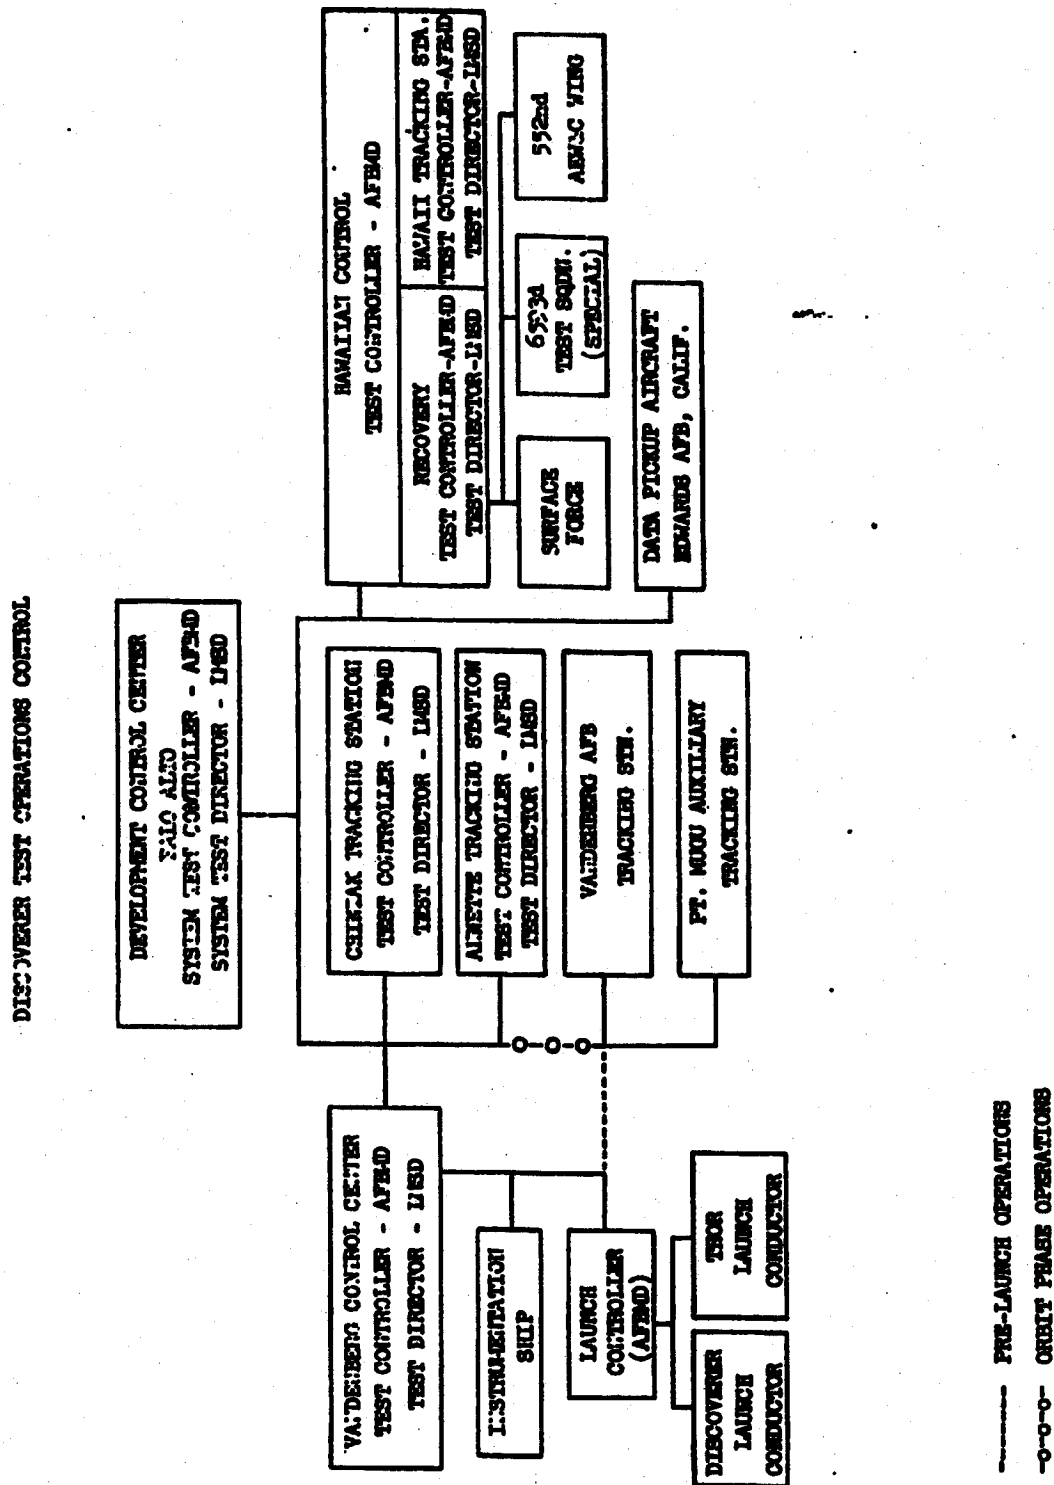 DISCOVERER TEST OPERATIONS CONTROL
DEVELOPMENT CONTROL CENTER
PALO ALTO
SYSTEM TEST CONTROLLER - AFBMD
SYSTEM TEST DIRECTOR - LMSD
VANDENBERG CONTROL CENTER
TEST CONTROLLER - AFBMD
TEST DIRECTOR - LMSD
INSTRUMENTATION
SHIP
LAUNCH
CONTROLLER
(AFBMD)
DISCOVERER
LAUNCH
CONDUCTOR
THOR
LAUNCH
CONDUCTOR
CHINIAK TRACKING STATION
TEST CONTROLLER - AFBMD
TEST DIRECTOR - LMSD
ANNETTE TRACKING STATION
TEST CONTROLLER - AFBMD
TEST DIRECTOR - LMSD
VANDENBERG AFB
TRACKING STN.
PT. MUGU AUXILIARY
TRACKING STN.
HAWAIIAN CONTROL
TEST CONTROLLER - AFBMD
RECOVERY
TEST CONTROLLER-AFBMD
TEST DIRECTOR-LMSD
HAWAII TRACKING STA.
TEST CONTROLLER-AFBMD
TEST DIRECTOR-LMSD
SURFACE
FORCE
6593d
TEST SQDN.
(SPECIAL)
552nd
AEW&C WING
DATA PICKUP AIRCRAFT
EDWARDS AFB, CALIF.
------- PRE-LAUNCH OPERATIONS
-o-o-o- ORBIT PHASE OPERATIONS